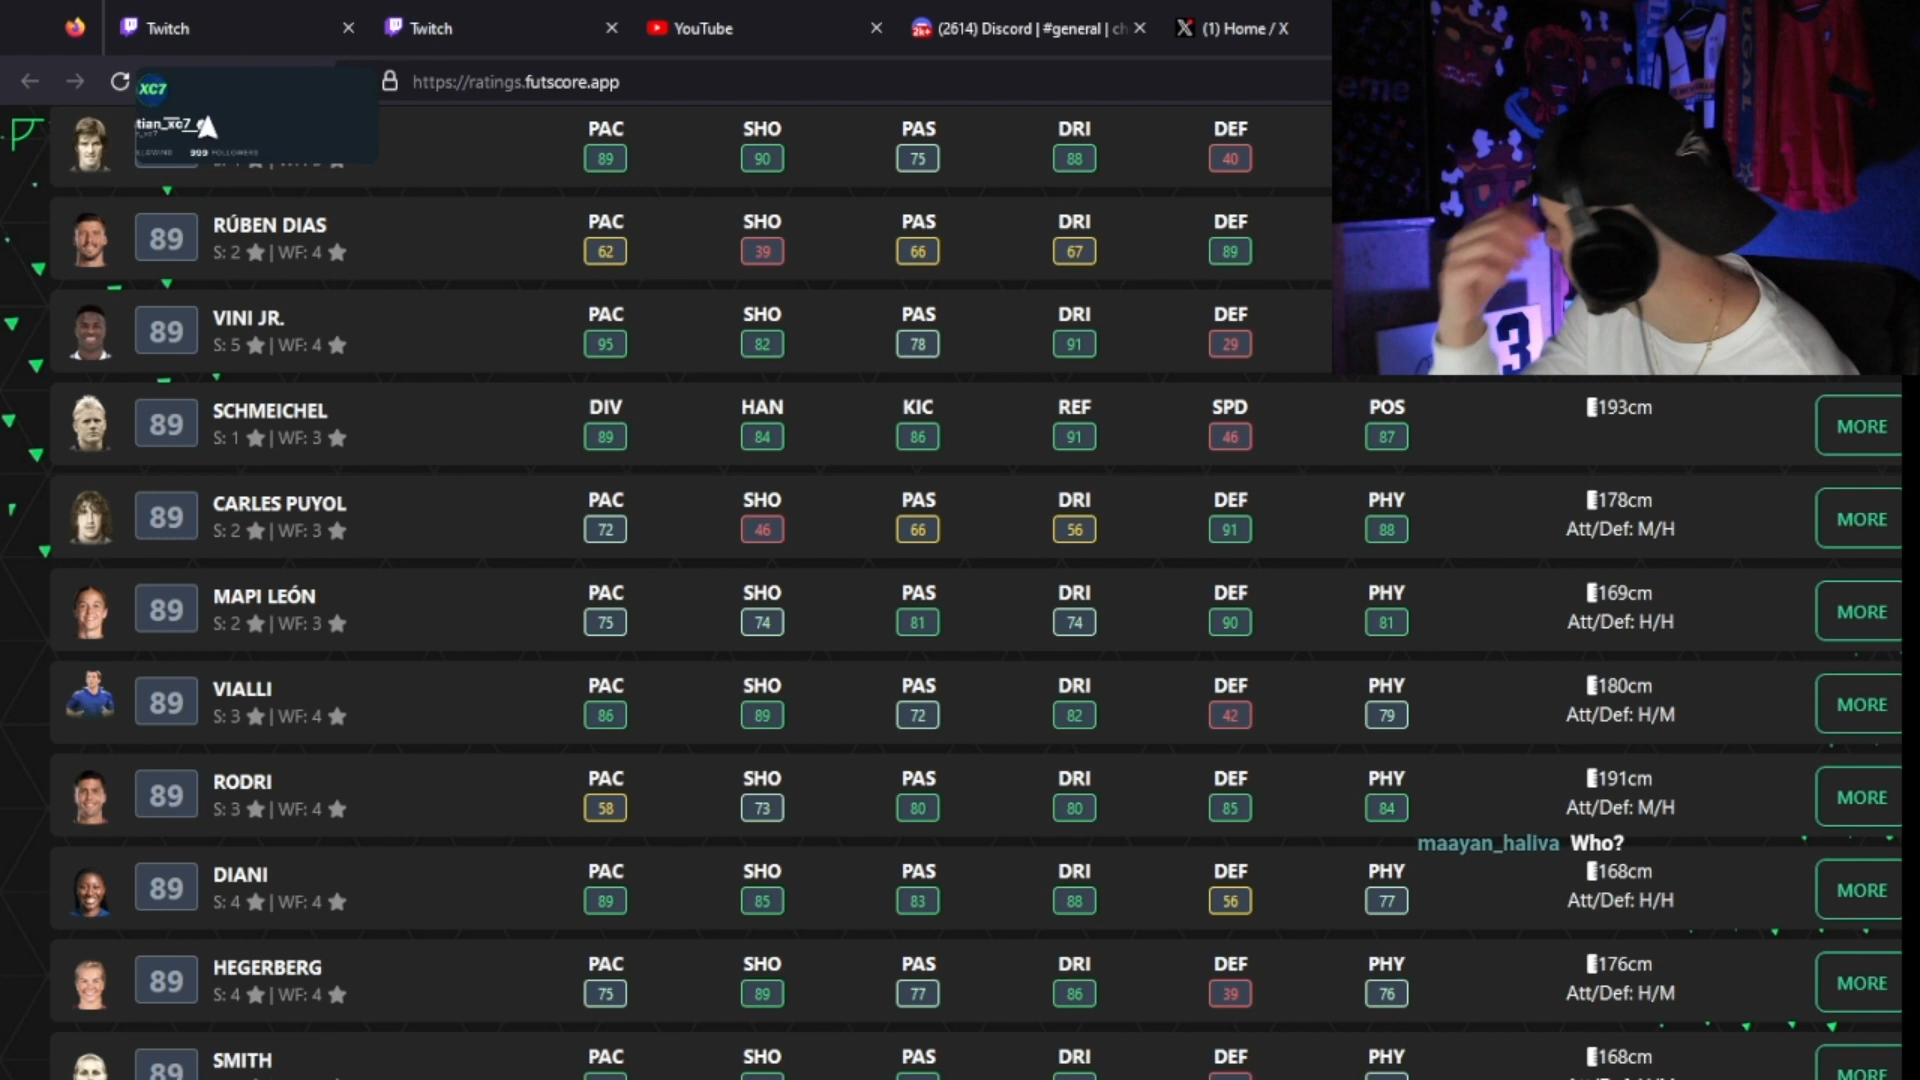 Twitch
Twitch
YouTube
(2614) Discord | #general | ch
(1) Home / X
https://ratings.futscore.app
XC7
tian_xc7_
999 FOLLOWERS
PAC SHO PAS DRI DEF
89 90 75 88 40
89 RÚBEN DIAS PAC SHO PAS DRI DEF
S: 2 ★ | WF: 4 ★ 62 39 66 67 89
89 VINI JR. PAC SHO PAS DRI DEF
S: 5 ★ | WF: 4 ★ 95 82 78 91 29
3
89 SCHMEICHEL DIV HAN KIC REF SPD POS 193cm MORE
S: 1 ★ | WF: 3 ★ 89 84 86 91 46 87
89 CARLES PUYOL PAC SHO PAS DRI DEF PHY 178cm MORE
S: 2 ★ | WF: 3 ★ 72 46 66 56 91 88 Att/Def: M/H
89 MAPI LEÓN PAC SHO PAS DRI DEF PHY 169cm MORE
S: 2 ★ | WF: 3 ★ 75 74 81 74 90 81 Att/Def: H/H
89 VIALLI PAC SHO PAS DRI DEF PHY 180cm MORE
S: 3 ★ | WF: 4 ★ 86 89 72 82 42 79 Att/Def: H/M
89 RODRI PAC SHO PAS DRI DEF PHY 191cm MORE
S: 3 ★ | WF: 4 ★ 58 73 80 80 85 84 Att/Def: M/H
maayan_haliva Who?
89 DIANI PAC SHO PAS DRI DEF PHY 168cm MORE
S: 4 ★ | WF: 4 ★ 89 85 83 88 56 77 Att/Def: H/H
89 HEGERBERG PAC SHO PAS DRI DEF PHY 176cm MORE
S: 4 ★ | WF: 4 ★ 75 89 77 86 39 76 Att/Def: H/M
89 SMITH PAC SHO PAS DRI DEF PHY 168cm MORE